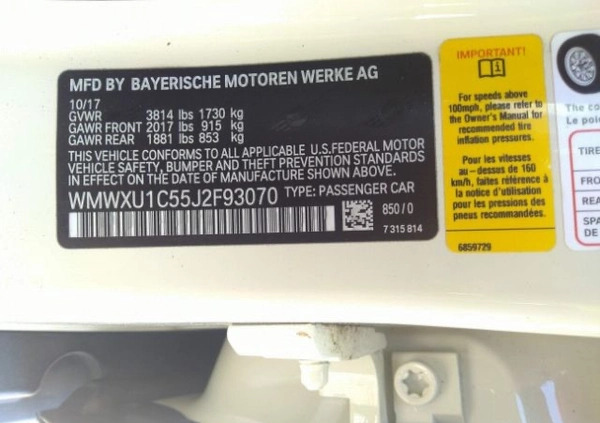 MFD BY BAYERISCHE MOTOREN WERKE AG
10/17
GVWR 3814 lbs 1730 kg
GAWR FRONT 2017 lbs 915 kg
GAWR REAR 1881 lbs 853 kg
THIS VEHICLE CONFORMS TO ALL APPLICABLE U.S.FEDERAL MOTOR
VEHICLE SAFETY, BUMPER AND THEFT PREVENTION STANDARDS
IN EFFECT ON THE DATE OF MANUFACTURE SHOWN ABOVE.
WMWXU1C55J2F93070 TYPE: PASSENGER CAR
850/0
7 315 814
IMPORTANT!
For speeds above
100mph, please refer to
the Owner's Manual for
recommended tire
inflation pressures.
Pour les vitesses
au – dessus de 160
km/h, faites référence à
la notice d'utilisation
pour les pressions des
pneus recommandées.
6859729
The
Le
TIRE
DE